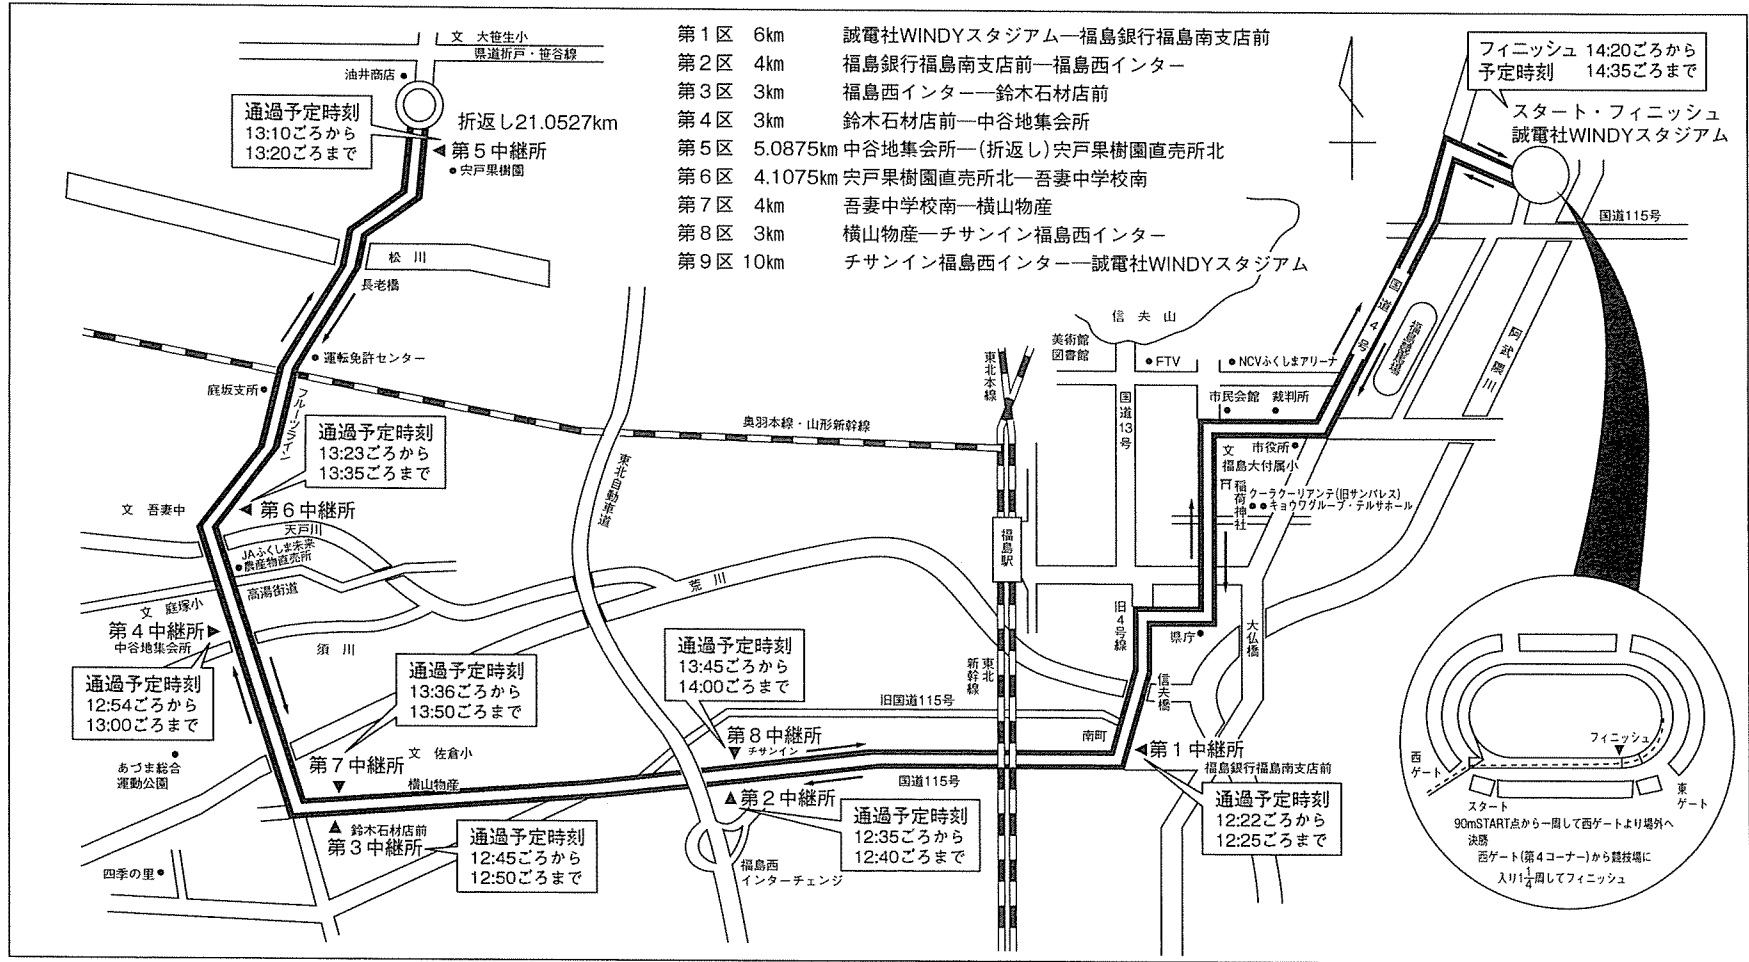 第1区 6km 誠電社WINDYスタジアム―福島銀行福島南支店前
第2区 4km 福島銀行福島南支店前―福島西インター
第3区 3km 福島西インター―鈴木石材店前
第4区 3km 鈴木石材店前―中谷地集会所
第5区 5.0875km 中谷地集会所―(折返し)宍戸果樹園直売所北
第6区 4.1075km 宍戸果樹園直売所北―吾妻中学校南
第7区 4km 吾妻中学校南―横山物産
第8区 3km 横山物産―チサンイン福島西インター
第9区 10km チサンイン福島西インター―誠電社WINDYスタジアム
フィニッシュ 14:20ごろから
予定時刻 14:35ごろまで
スタート・フィニッシュ
誠電社WINDYスタジアム
文 大笹生小
県道折戸・笹谷線
油井商店
通過予定時刻
13:10ごろから
13:20ごろまで
折返し21.0527km
第5中継所
宍戸果樹園
国道115号
松川
長老橋
国道4号
福島競馬場
阿武隈川
信夫山
美術館
図書館
FTV
NCVふくしまアリーナ
運転免許センター
庭坂支所
フルーツライン
東北本線
国道13号
市民会館
裁判所
奥羽本線・山形新幹線
通過予定時刻
13:23ごろから
13:35ごろまで
東北自動車道
市役所
文
福島大付属小
稲荷神社
クーラクーリアンテ(旧サンパレス)
キョウワグループ・テルサホール
文 吾妻中
第6中継所
天戸川
JAふくしま未来
農産物直売所
高湯街道
福島駅
荒川
文 庭塚小
第4中継所
中谷地集会所
須川
旧4号線
県庁
大仏橋
通過予定時刻
12:54ごろから
13:00ごろまで
通過予定時刻
13:36ごろから
13:50ごろまで
通過予定時刻
13:45ごろから
14:00ごろまで
東北
新幹線
信夫橋
旧国道115号
南町
第8中継所
チサンイン
第1中継所
福島銀行福島南支店前
あづま総合
運動公園
第7中継所
文 佐倉小
横山物産
国道115号
第2中継所
通過予定時刻
12:22ごろから
12:25ごろまで
通過予定時刻
12:35ごろから
12:40ごろまで
鈴木石材店前
第3中継所
通過予定時刻
12:45ごろから
12:50ごろまで
四季の里
福島西
インターチェンジ
フィニッシュ
西
ゲート
東
ゲート
スタート
90mSTART点から一周して西ゲートより場外へ
決勝
西ゲート(第4コーナー)から競技場に
入り1 1/4周してフィニッシュ